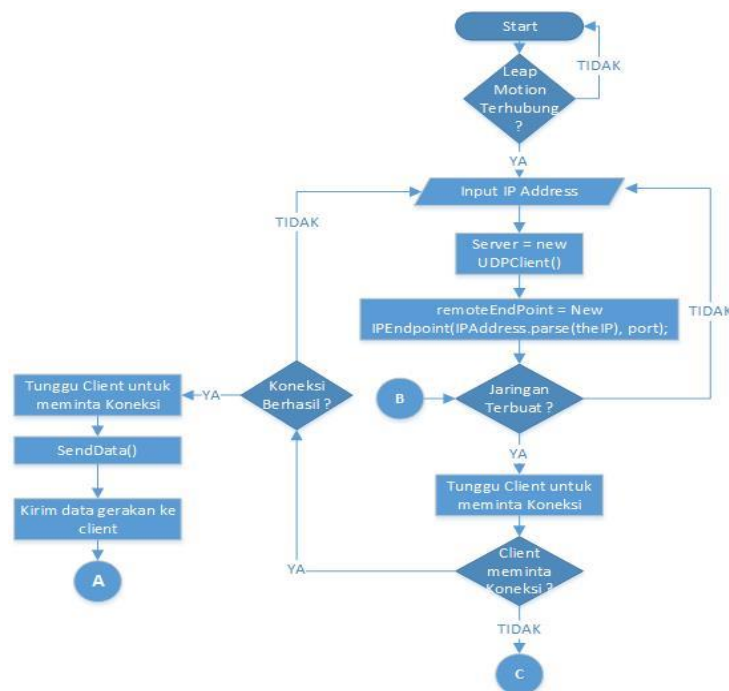 Start
TIDAK
Leap
Motion
Terhubung
?
YA
Input IP Address
TIDAK
Server = new
UDPClient()
TIDAK
remoteEndPoint = New
IPEndpoint(IPAddress.parse(theIP), port);
Tunggu Client untuk
meminta Koneksi
YA
Koneksi
Berhasil ?
B
Jaringan
Terbuat ?
SendData()
YA
Kirim data gerakan ke
client
Tunggu Client untuk
meminta Koneksi
A
YA
Client
meminta
Koneksi ?
TIDAK
C